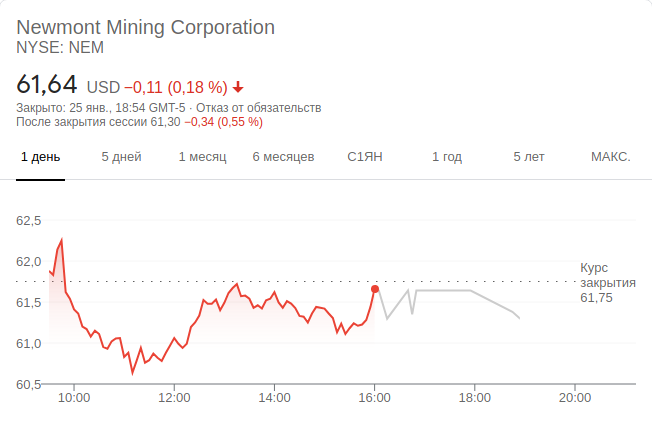 Newmont Mining Corporation
NYSE: NEM
61,64 USD −0,11 (0,18 %)
Закрыто: 25 янв., 18:54 GMT-5 · Отказ от обязательств
После закрытия сессии 61,30 −0,34 (0,55 %)
1 день 5 дней 1 месяц 6 месяцев С1ЯН 1 год 5 лет МАКС.
62,5
62,0
Курс
закрытия
61,75
61,5
61,0
60,5
10:00 12:00 14:00 16:00 18:00 20:00